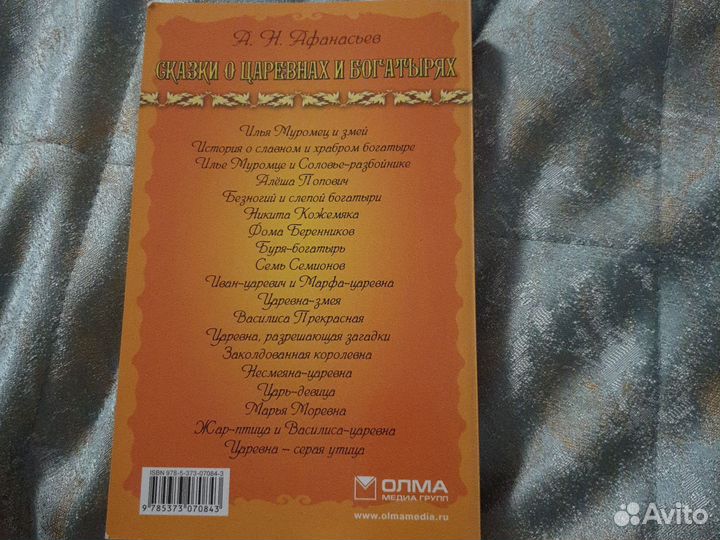 А. Н. Афанасьев
СКАЗКИ О ЦАРЕВНАХ И БОГАТЫРЯХ
Илья Муромец и змей
История о славном и храбром богатыре
Илье Муромце и Соловье-разбойнике
Алёша Попович
Безногий и слепой богатыри
Никита Кожемяка
Фома Беренников
Буря-богатырь
Семь Семионов
Иван-царевич и Марфа-царевна
Царевна-змея
Василиса Прекрасная
Царевна, разрешающая загадки
Заколдованная королевна
Несмеяна-царевна
Царь-девица
Марья Моревна
Жар-птица и Василиса-царевна
Царевна – серая утица
ISBN 978-5-373-07084-3
9 785373 070843
ОЛМА
МЕДИА ГРУПП
www.olmamedia.ru
Avito